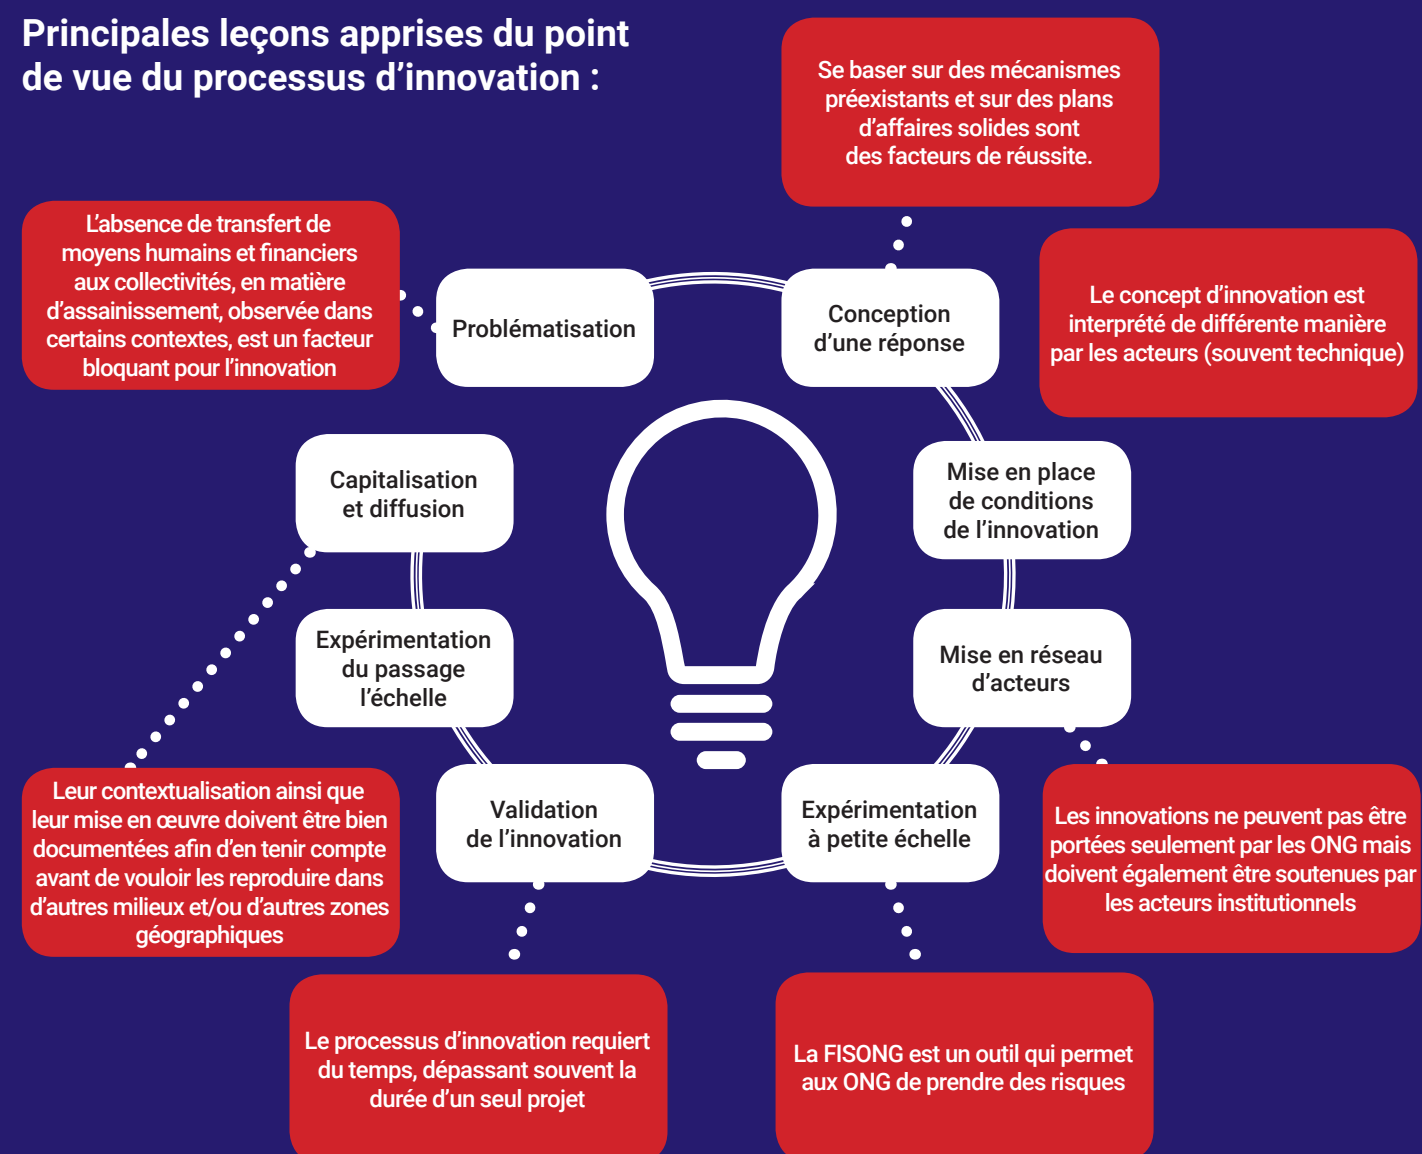 Principales leçons apprises du point
de vue du processus d’innovation :
Se baser sur des mécanismes
préexistants et sur des plans
d’affaires solides sont
des facteurs de réussite.
L’absence de transfert de
moyens humains et financiers
aux collectivités, en matière
d’assainissement, observée dans
certains contextes, est un facteur
bloquant pour l’innovation
Problématisation
Conception
d’une réponse
Le concept d’innovation est
interprété de différente manière
par les acteurs (souvent technique)
Capitalisation
et diffusion
Mise en place
de conditions
de l’innovation
Expérimentation
du passage
l’échelle
Mise en réseau
d’acteurs
Leur contextualisation ainsi que
leur mise en œuvre doivent être bien
documentées afin d’en tenir compte
avant de vouloir les reproduire dans
d’autres milieux et/ou d’autres zones
géographiques
Validation
de l’innovation
Expérimentation
à petite échelle
Les innovations ne peuvent pas être
portées seulement par les ONG mais
doivent également être soutenues par
les acteurs institutionnels
Le processus d’innovation requiert
du temps, dépassant souvent la
durée d’un seul projet
La FISONG est un outil qui permet
aux ONG de prendre des risques